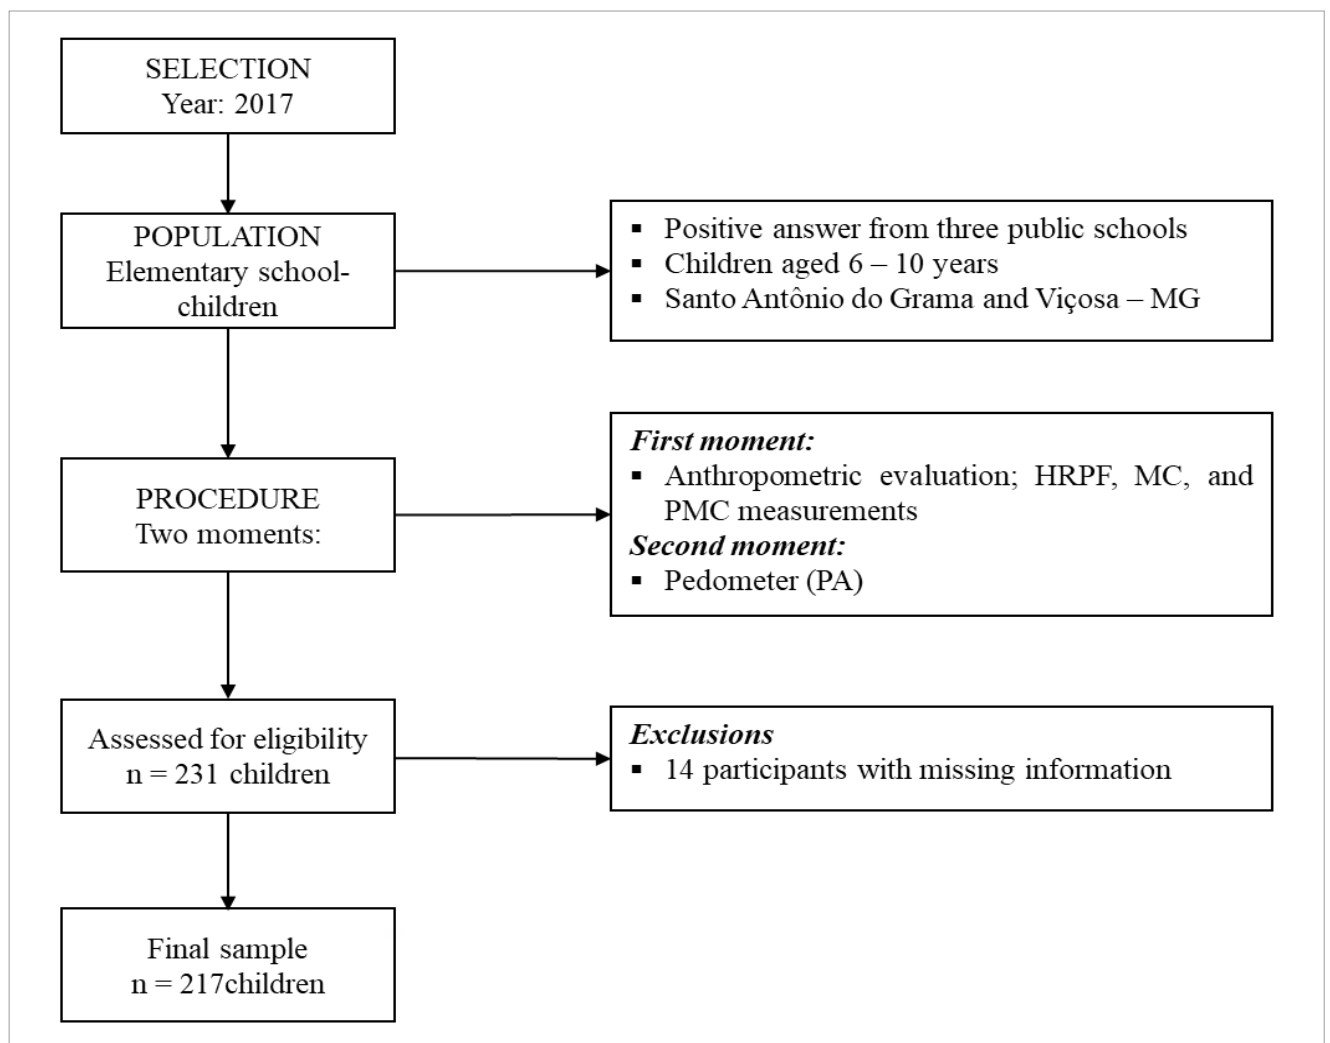 SELECTION
Year: 2017
POPULATION
Elementary school-
children
▪ Positive answer from three public schools
▪ Children aged 6 – 10 years
▪ Santo Antônio do Grama and Viçosa – MG
PROCEDURE
Two moments:
First moment:
▪ Anthropometric evaluation; HRPF, MC, and
PMC measurements
Second moment:
▪ Pedometer (PA)
Assessed for eligibility
n = 231 children
Exclusions
▪ 14 participants with missing information
Final sample
n = 217children